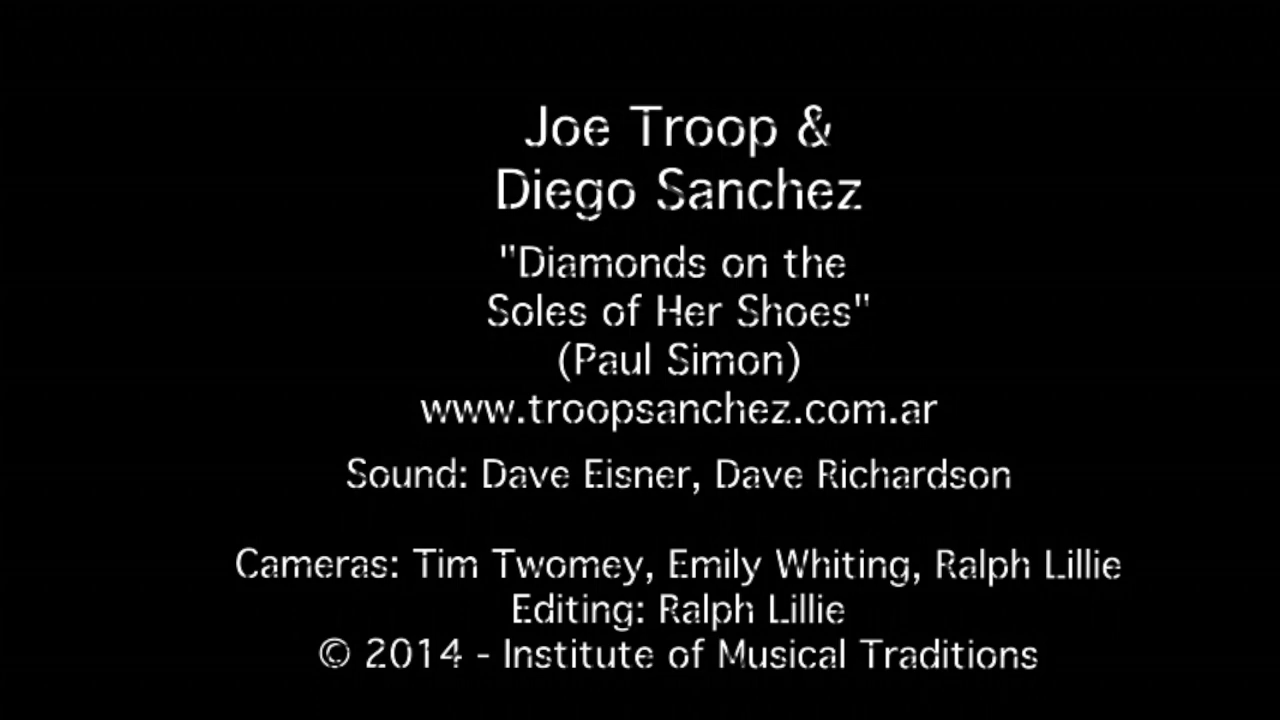 Joe Troop &
Diego Sanchez
"Diamonds on the
Soles of Her Shoes"
(Paul Simon)
www.troopsanchez.com.ar
Sound: Dave Eisner, Dave Richardson
Cameras: Tim Twomey, Emily Whiting, Ralph Lillie
Editing: Ralph Lillie
© 2014 - Institute of Musical Traditions